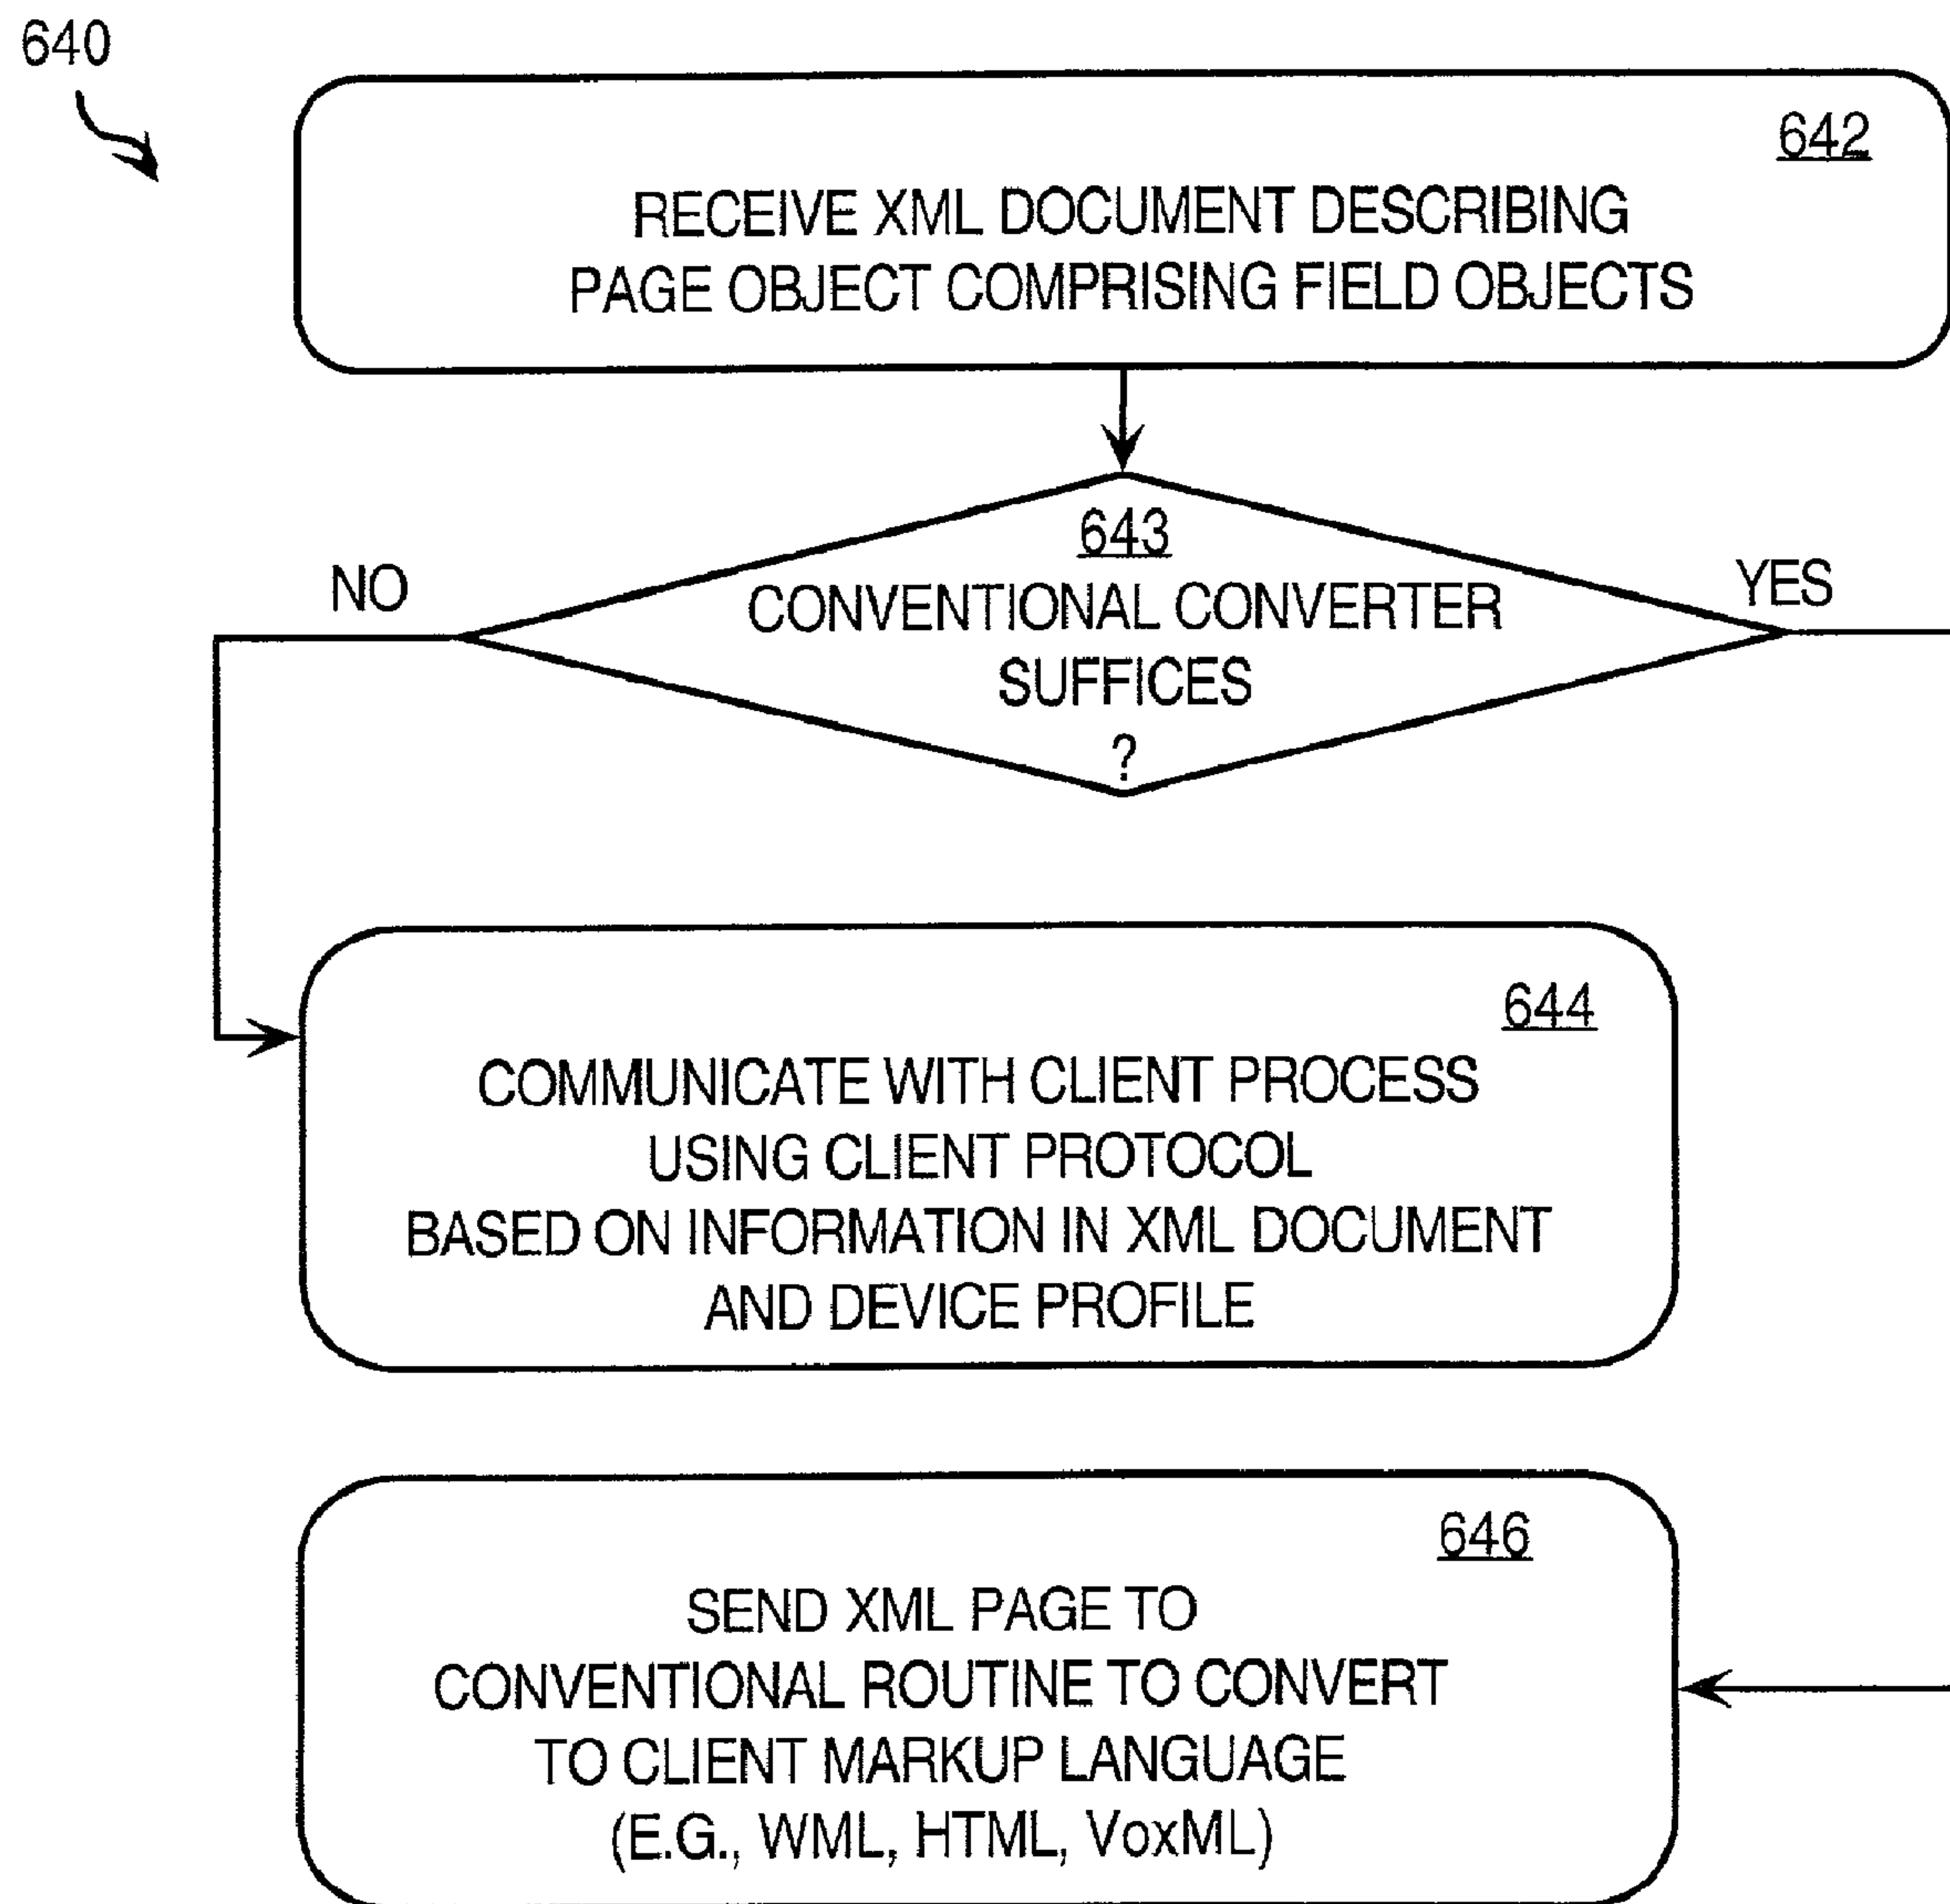 640
642
RECEIVE XML DOCUMENT DESCRIBING
PAGE OBJECT COMPRISING FIELD OBJECTS
643
NO
YES
CONVENTIONAL CONVERTER
SUFFICES
?
644
COMMUNICATE WITH CLIENT PROCESS
USING CLIENT PROTOCOL
BASED ON INFORMATION IN XML DOCUMENT
AND DEVICE PROFILE
646
SEND XML PAGE TO
CONVENTIONAL ROUTINE TO CONVERT
TO CLIENT MARKUP LANGUAGE
(E.G., WML, HTML, VoxML)